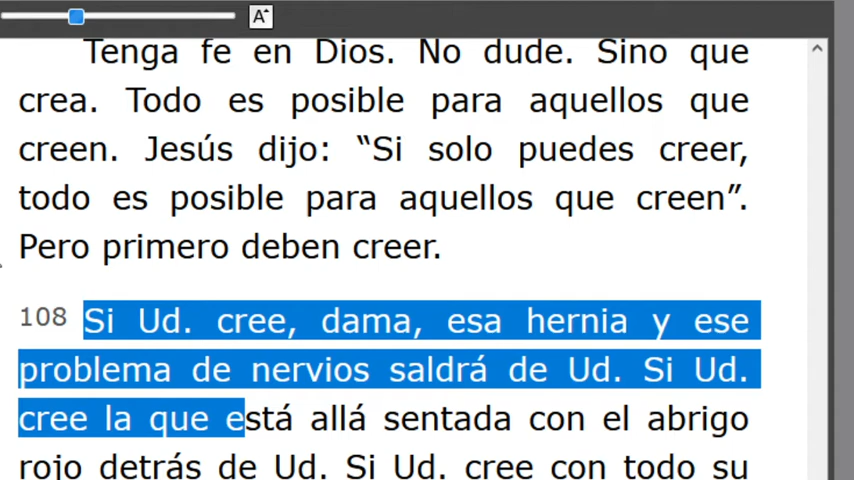 A
Tenga fe en Dios. No dude. Sino que
crea. Todo es posible para aquellos que
creen. Jesús dijo: “Si solo puedes creer,
todo es posible para aquellos que creen”.
Pero primero deben creer.
108 Si Ud. cree, dama, esa hernia y ese
problema de nervios saldrá de Ud. Si Ud.
cree la que está allá sentada con el abrigo
rojo detrás de Ud. Si Ud. cree con todo su